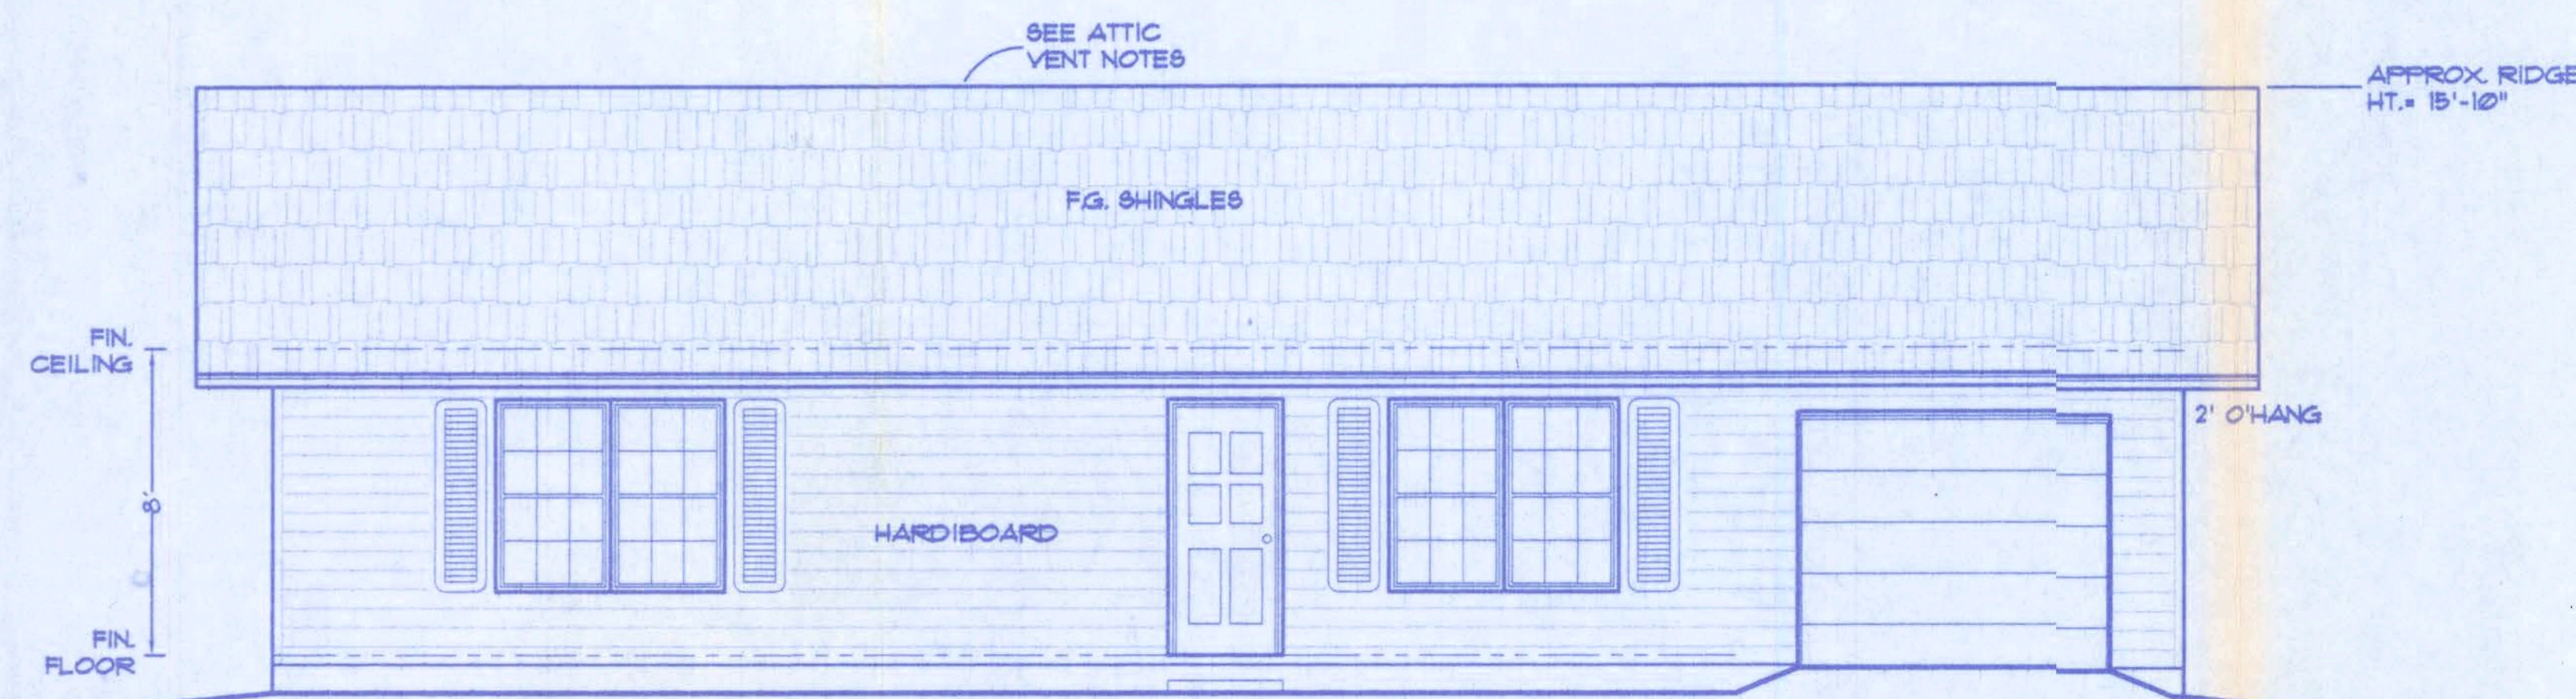 SEE ATTIC
VENT NOTES
APPROX. RIDGE
HT.= 15'-10"
F.G. SHINGLES
FIN.
CEILING
2' O'HANG
8'
HARDIBOARD
FIN.
FLOOR